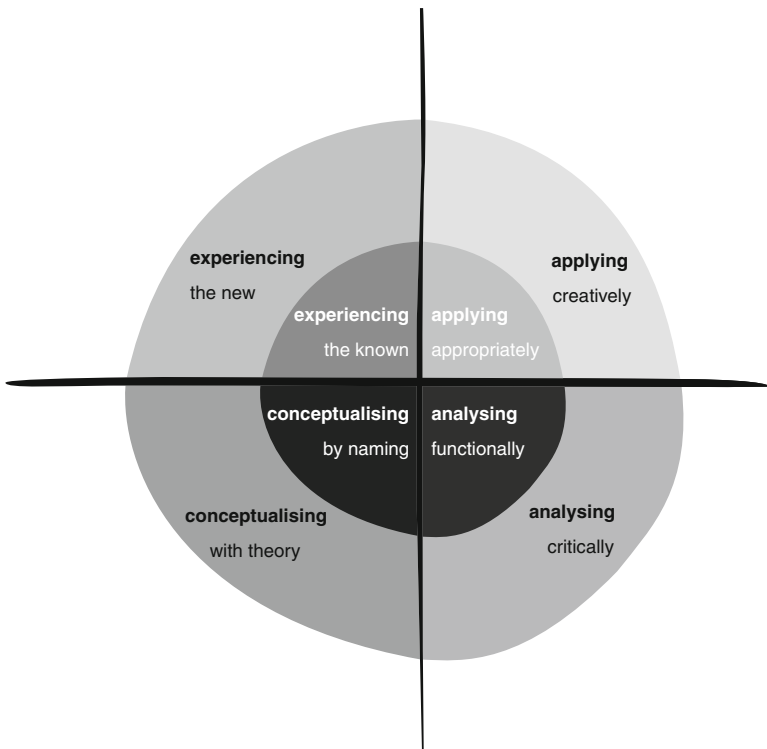 experiencing
the new
applying
creatively
experiencing
the known
applying
appropriately
conceptualising
by naming
analysing
functionally
conceptualising
with theory
analysing
critically